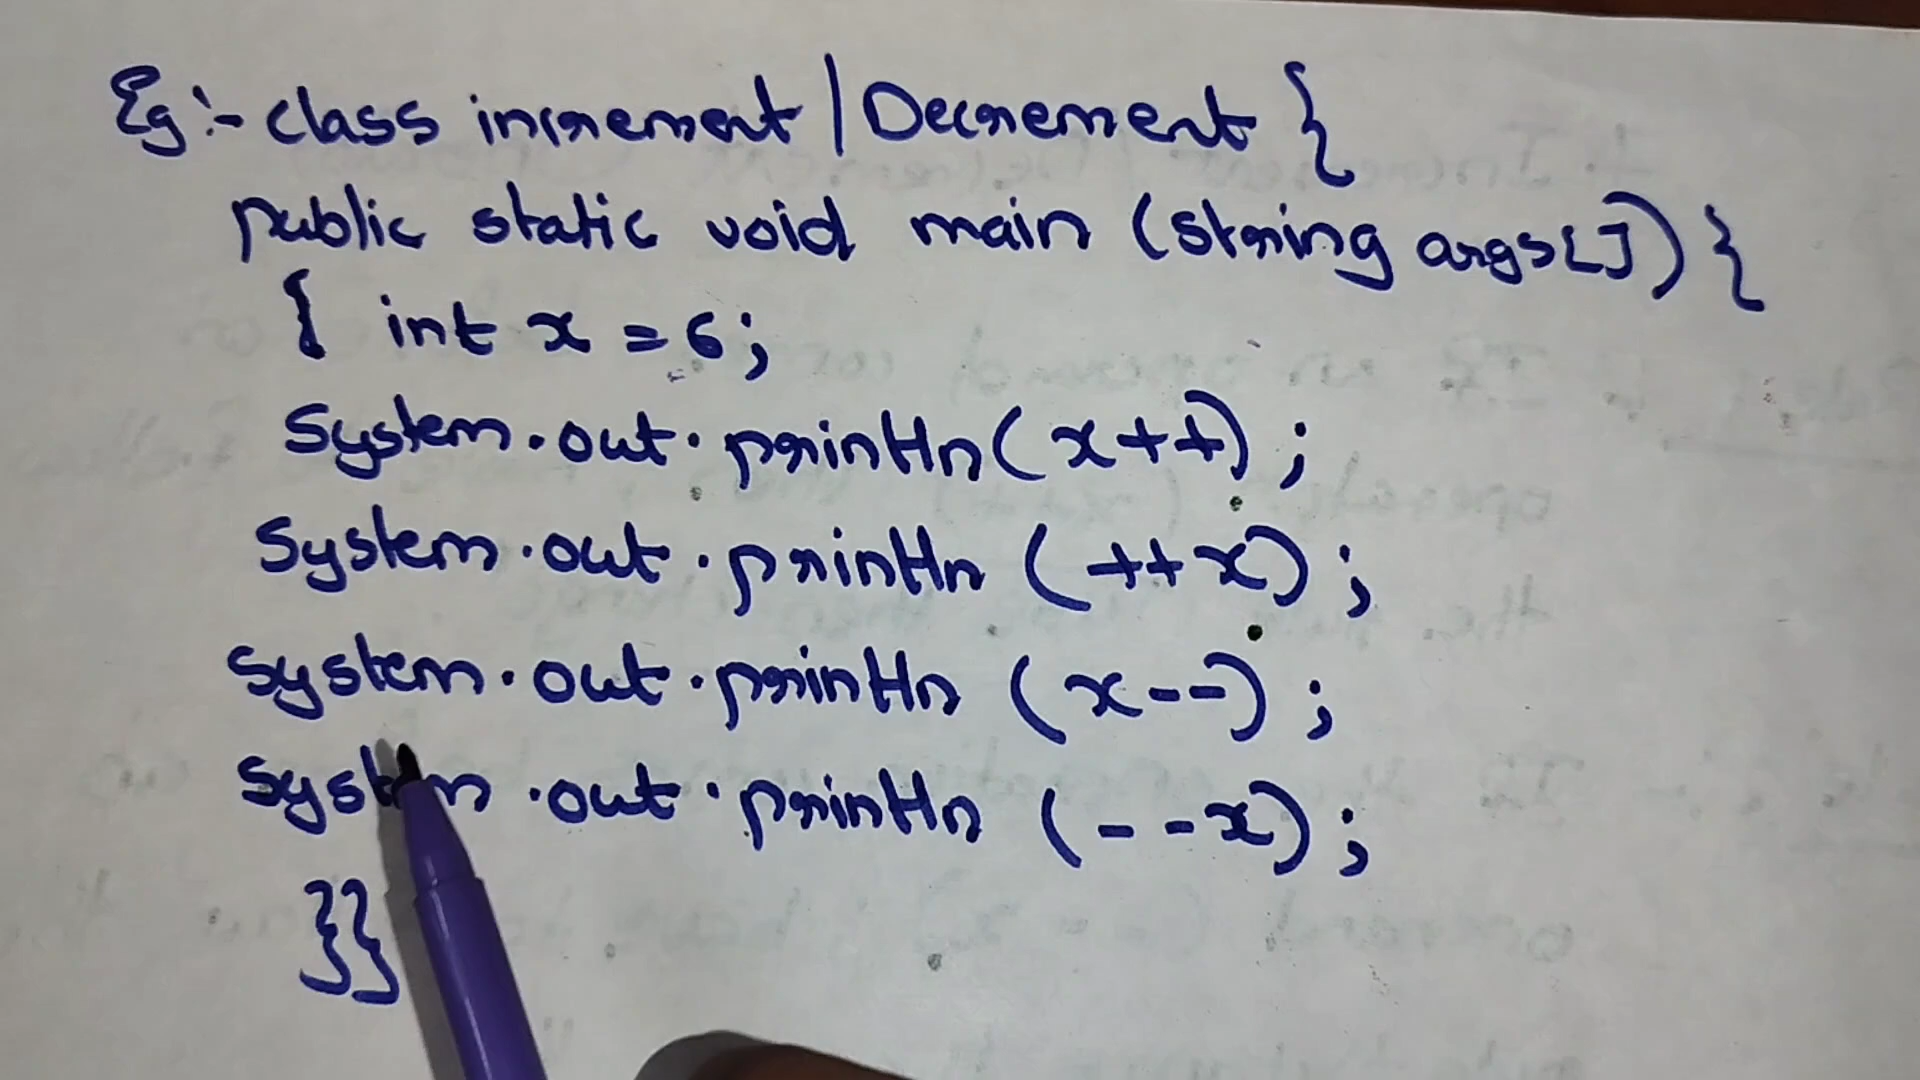 Eg:- class increment/Decrement {
public static void main (string args[]) {
{ int x = 6;
System.out.println(x++);
System.out.println (++x);
System.out.println (x--);
System.out.println (--x);
}}